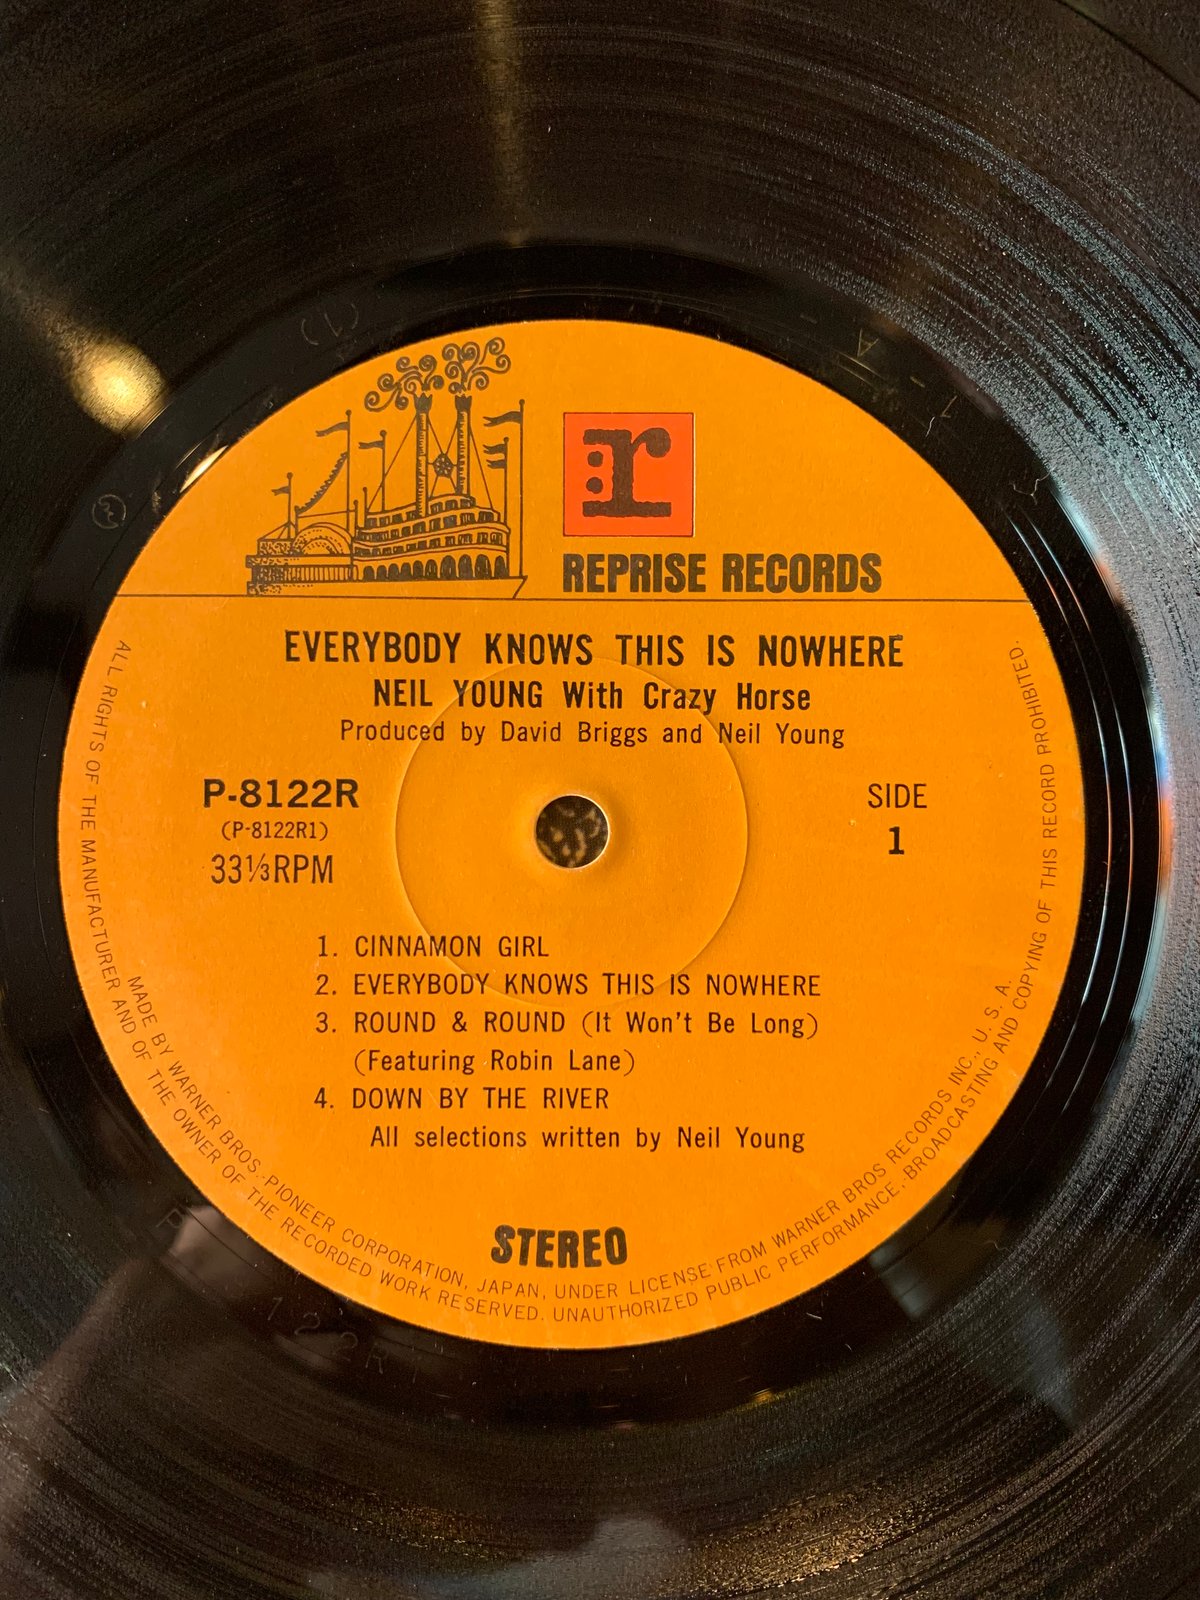 r
REPRISE RECORDS
EVERYBODY KNOWS THIS IS NOWHERE
NEIL YOUNG With Crazy Horse
Produced by David Briggs and Neil Young
P-8122R
(P-8122R1)
33⅓RPM
SIDE
1
1. CINNAMON GIRL
2. EVERYBODY KNOWS THIS IS NOWHERE
3. ROUND & ROUND (It Won't Be Long)
(Featuring Robin Lane)
4. DOWN BY THE RIVER
All selections written by Neil Young
STEREO
MADE BY WARNER BROS. PIONEER CORPORATION, JAPAN, UNDER LICENSE FROM WARNER BROS RECORDS INC., U. S. A.
ALL RIGHTS OF THE MANUFACTURER AND OF THE OWNER OF THE RECORDED WORK RESERVED. UNAUTHORIZED PUBLIC PERFORMANCE, BROADCASTING AND COPYING OF THIS RECORD PROHIBITED.
(1)